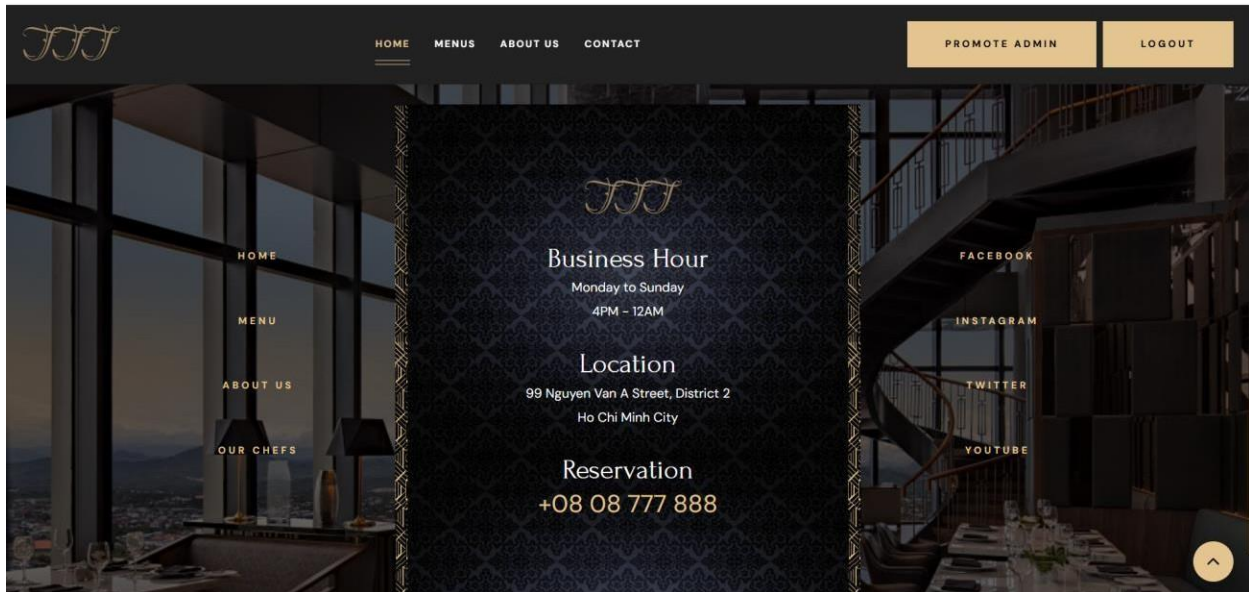 JJJ
HOME MENUS ABOUT US CONTACT
PROMOTE ADMIN
LOGOUT
JJJ
HOME
MENU
ABOUT US
OUR CHEFS
Business Hour
Monday to Sunday
4PM - 12AM
Location
99 Nguyen Van A Street, District 2
Ho Chi Minh City
Reservation
+08 08 777 888
FACEBOOK
INSTAGRAM
TWITTER
YOUTUBE